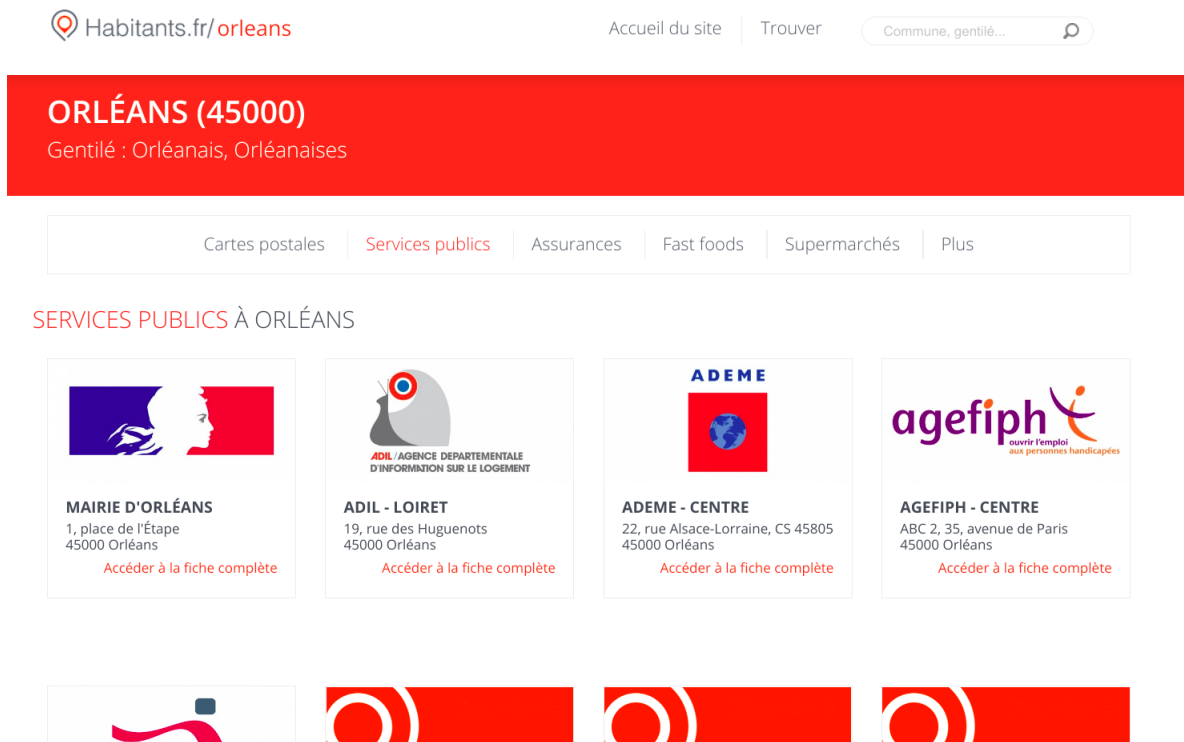 Habitants.fr/orleans
Accueil du site
Trouver
Commune, gentilé...
ORLÉANS (45000)
Gentilé : Orléanais, Orléanaises
Cartes postales
Services publics
Assurances
Fast foods
Supermarchés
Plus
SERVICES PUBLICS À ORLÉANS
MAIRIE D'ORLÉANS
1, place de l'Étape
45000 Orléans
Accéder à la fiche complète
ADIL/AGENCE DEPARTEMENTALE
D'INFORMATION SUR LE LOGEMENT
ADIL - LOIRET
19, rue des Huguenots
45000 Orléans
Accéder à la fiche complète
ADEME
ADEME - CENTRE
22, rue Alsace-Lorraine, CS 45805
45000 Orléans
Accéder à la fiche complète
agefiph
ouvrir l'emploi
aux personnes handicapées
AGEFIPH - CENTRE
ABC 2, 35, avenue de Paris
45000 Orléans
Accéder à la fiche complète